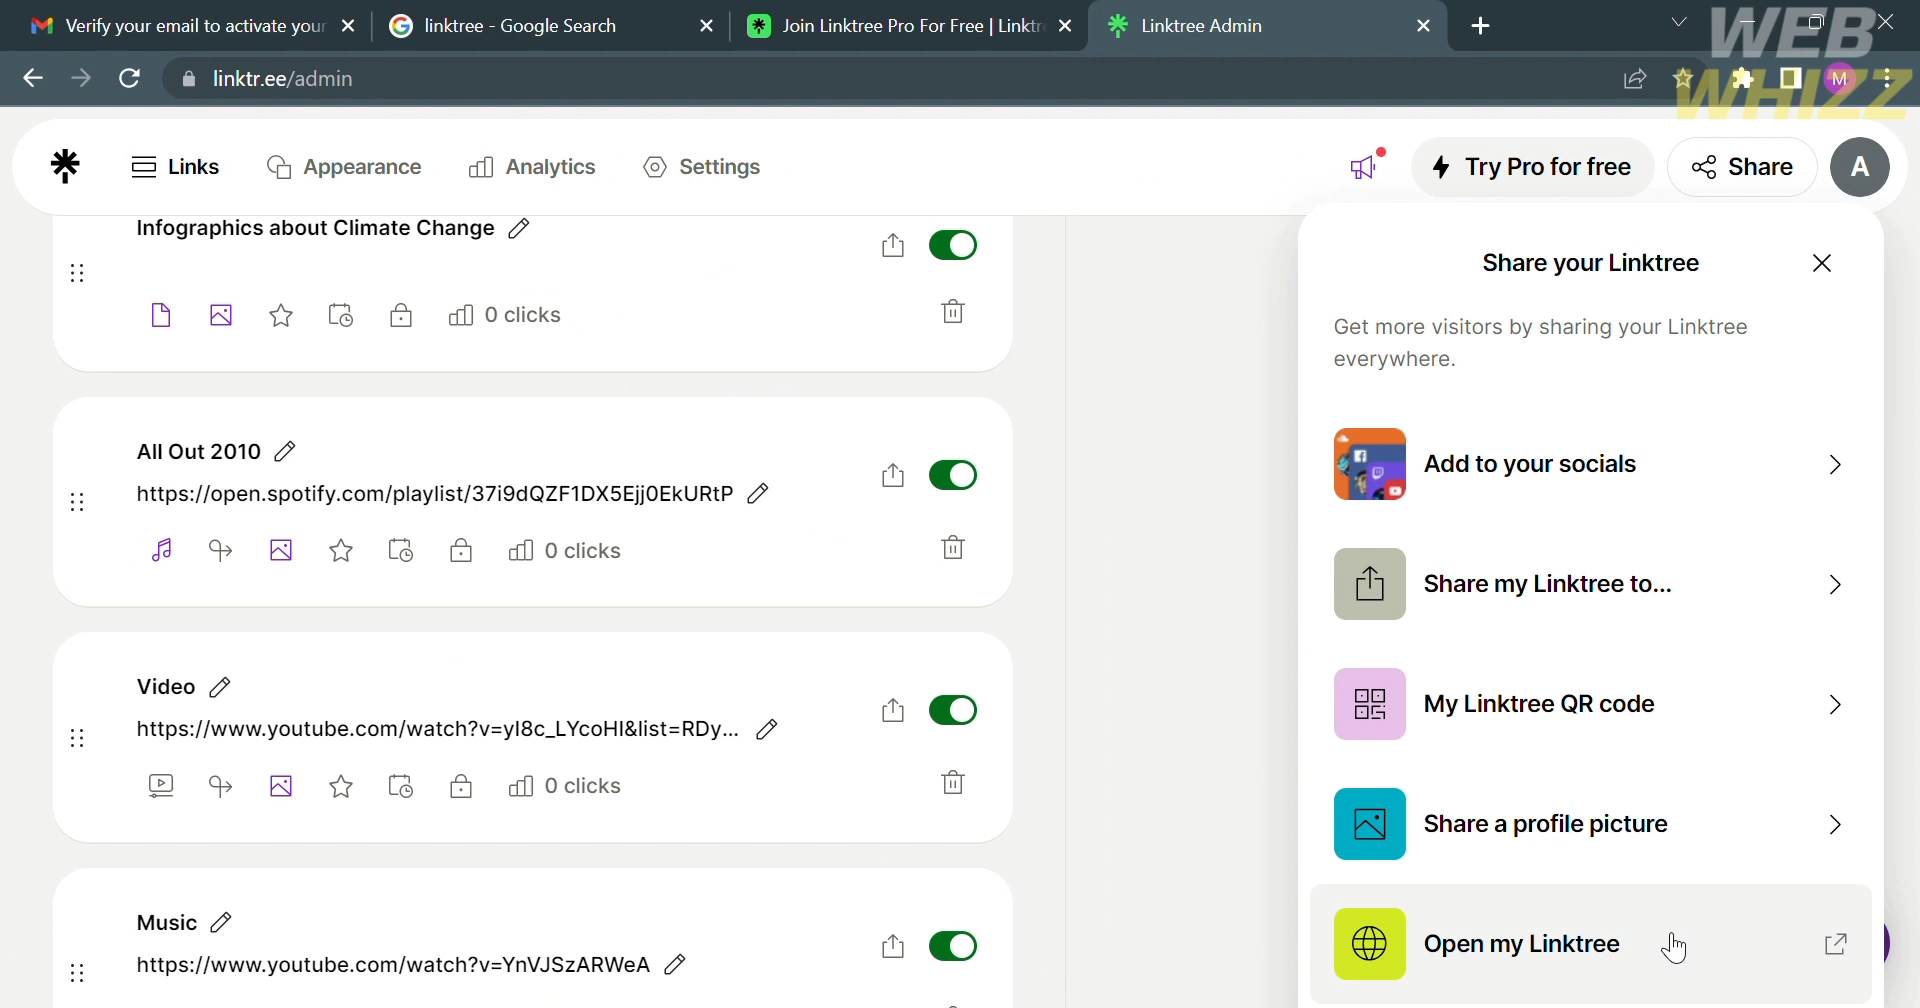 Verify your email to activate your
linktree - Google Search
Join Linktree Pro For Free | Linktr
Linktree Admin
WEB
WHIZZ
linktr.ee/admin
M
Links
Appearance
Analytics
Settings
Try Pro for free
Share
A
Infographics about Climate Change
0 clicks
All Out 2010
https://open.spotify.com/playlist/37i9dQZF1DX5Ejj0EkURtP
0 clicks
Video
https://www.youtube.com/watch?v=yI8c_LYcoHI&list=RDy...
0 clicks
Music
https://www.youtube.com/watch?v=YnVJSzARWeA
Share your Linktree
Get more visitors by sharing your Linktree
everywhere.
Add to your socials
Share my Linktree to...
My Linktree QR code
Share a profile picture
Open my Linktree